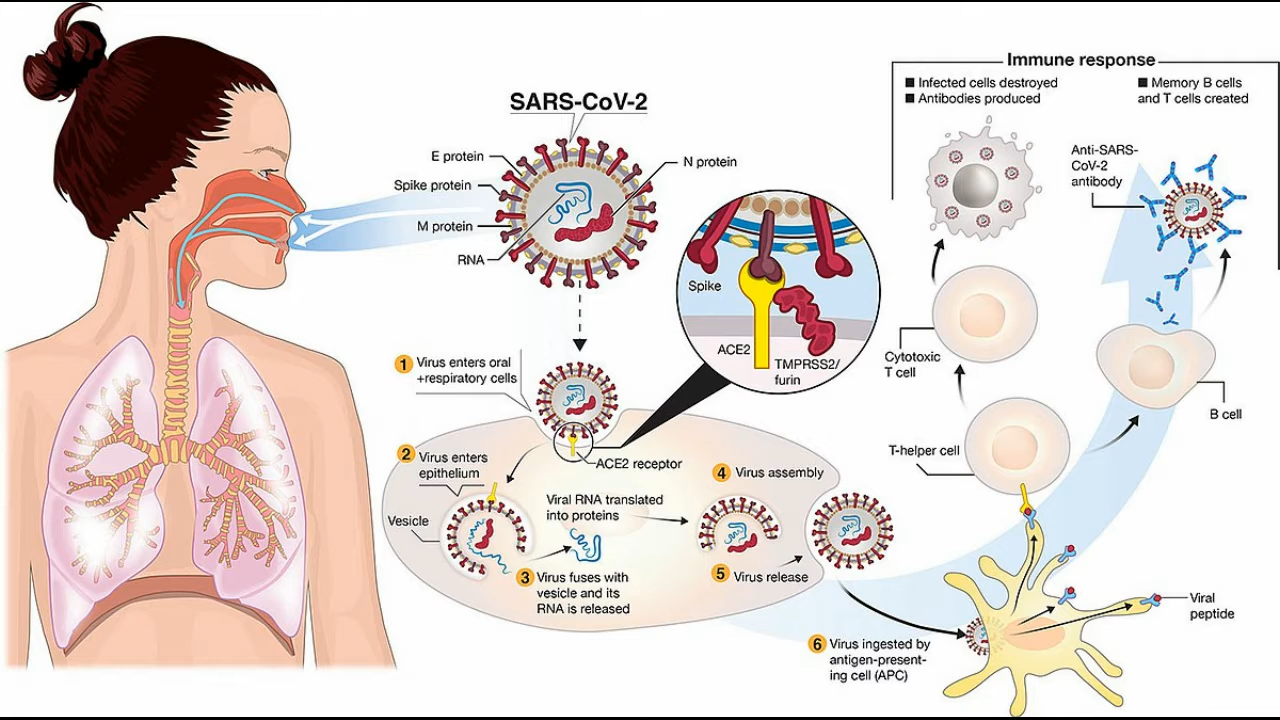 SARS-CoV-2
E protein
Spike protein
M protein
RNA
N protein
Spike
ACE2
TMPRSS2/
furin
1 Virus enters oral
+respiratory cells
2 Virus enters
epithelium
Vesicle
ACE2 receptor
Viral RNA translated
into proteins
3 Virus fuses with
vesicle and its
RNA is released
4 Virus assembly
5 Virus release
6 Virus ingested by
antigen-present-
ing cell (APC)
Immune response
Infected cells destroyed
Antibodies produced
Memory B cells
and T cells created
Anti-SARS-
CoV-2
antibody
Cytotoxic
T cell
T-helper cell
B cell
Viral
peptide